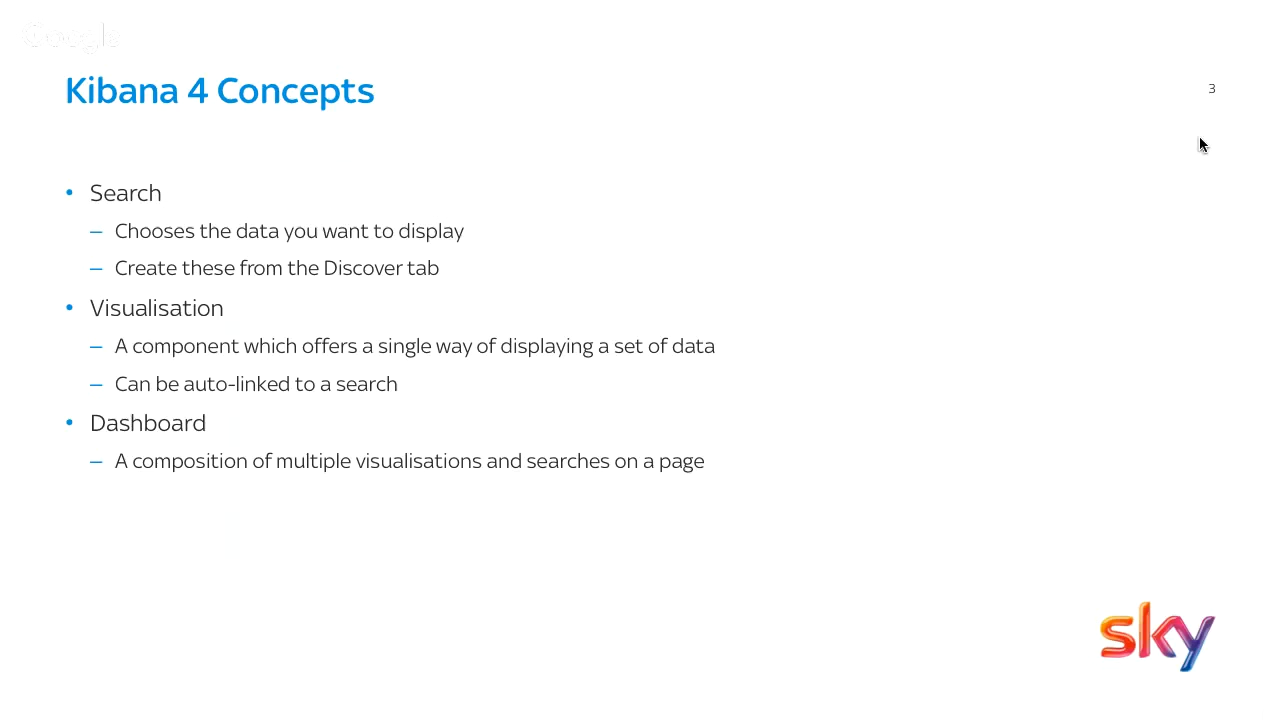 Google
Kibana 4 Concepts
3
• Search
– Chooses the data you want to display
– Create these from the Discover tab
• Visualisation
– A component which offers a single way of displaying a set of data
– Can be auto-linked to a search
• Dashboard
– A composition of multiple visualisations and searches on a page
sky